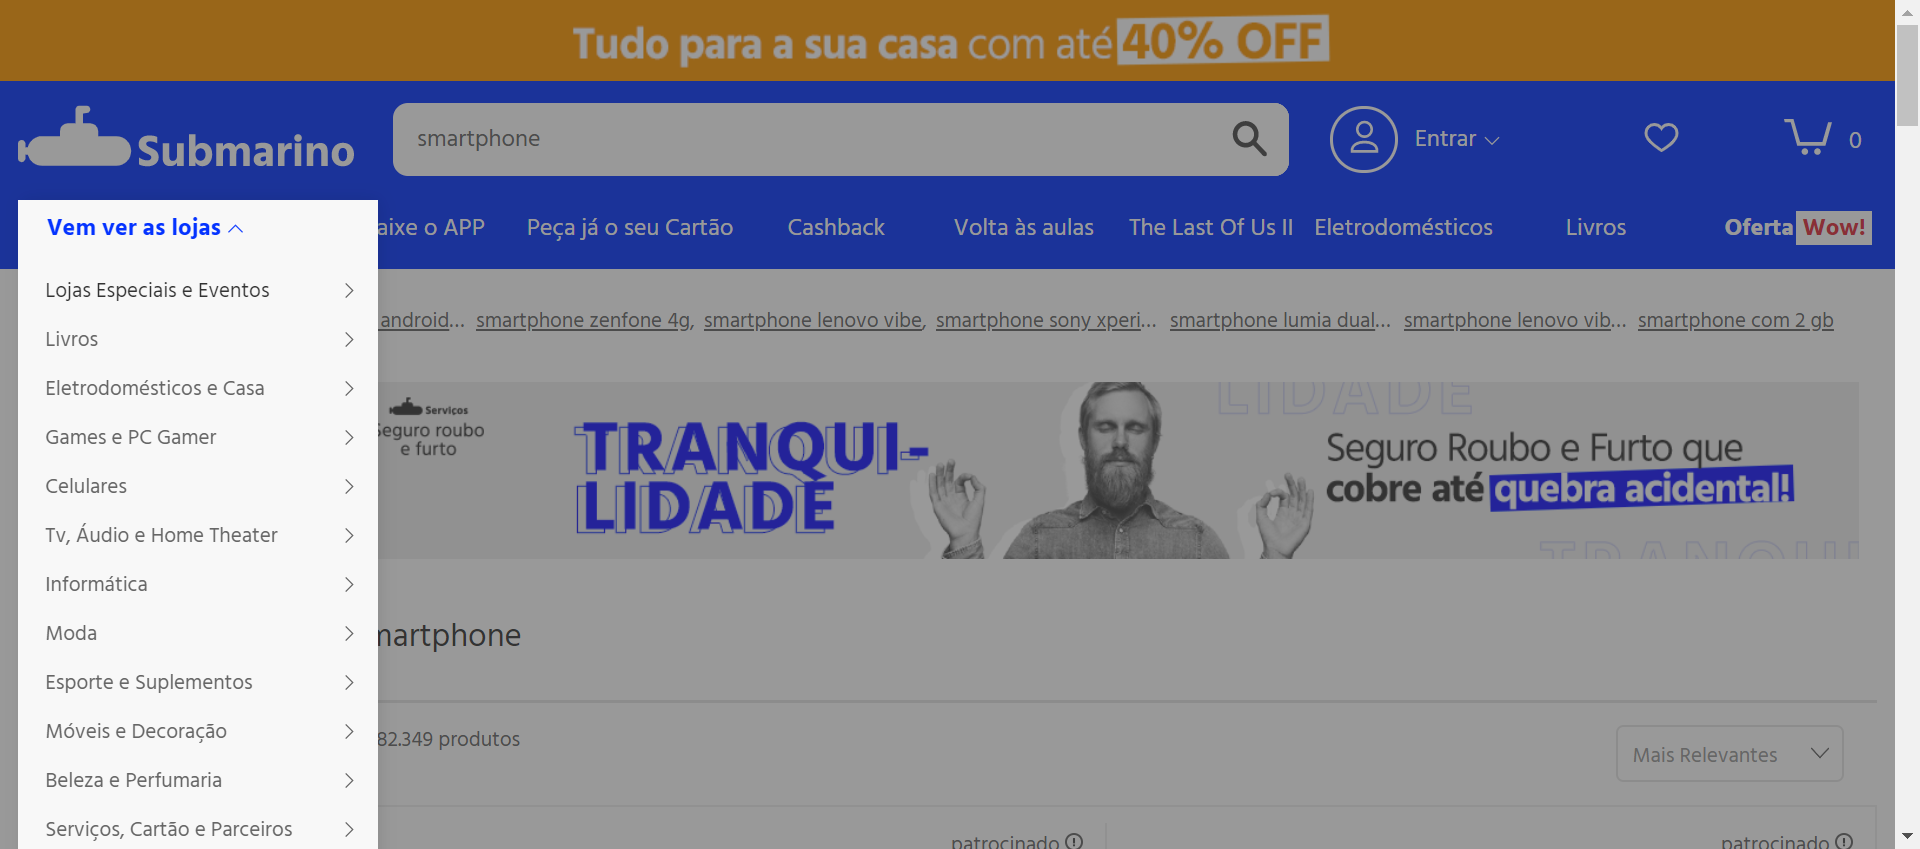 Tudo para a sua casa com até 40% OFF
Submarino
smartphone
Entrar
0
Vem ver as lojas
aixe o APP
Peça já o seu Cartão
Cashback
Volta às aulas
The Last Of Us II
Eletrodomésticos
Livros
Oferta Wow!
Lojas Especiais e Eventos
Livros
Eletrodomésticos e Casa
Games e PC Gamer
Celulares
Tv, Áudio e Home Theater
Informática
Moda
Esporte e Suplementos
Móveis e Decoração
Beleza e Perfumaria
Serviços, Cartão e Parceiros
android... smartphone zenfone 4g, smartphone lenovo vibe, smartphone sony xperi... smartphone lumia dual... smartphone lenovo vib... smartphone com 2 gb
Serviços
Seguro roubo
e furto
TRANQUI-
LIDADE
LIDADE
Seguro Roubo e Furto que
cobre até quebra acidental!
TRANQUI
martphone
82.349 produtos
Mais Relevantes
patrocinado
patrocinado